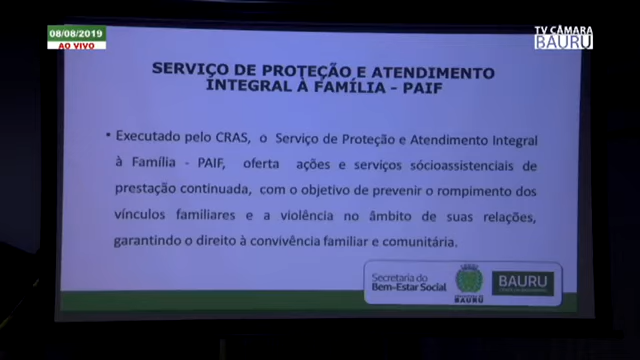 08/08/2019
AO VIVO
TV CÂMARA
BAURU
SERVIÇO DE PROTEÇÃO E ATENDIMENTO
INTEGRAL À FAMÍLIA - PAIF
• Executado pelo CRAS, o Serviço de Proteção e Atendimento Integral
à Família - PAIF, oferta ações e serviços sócioassistenciais de
prestação continuada, com o objetivo de prevenir o rompimento dos
vínculos familiares e a violência no âmbito de suas relações,
garantindo o direito à convivência familiar e comunitária.
Secretaria do
Bem-Estar Social
BAURU
BAURU